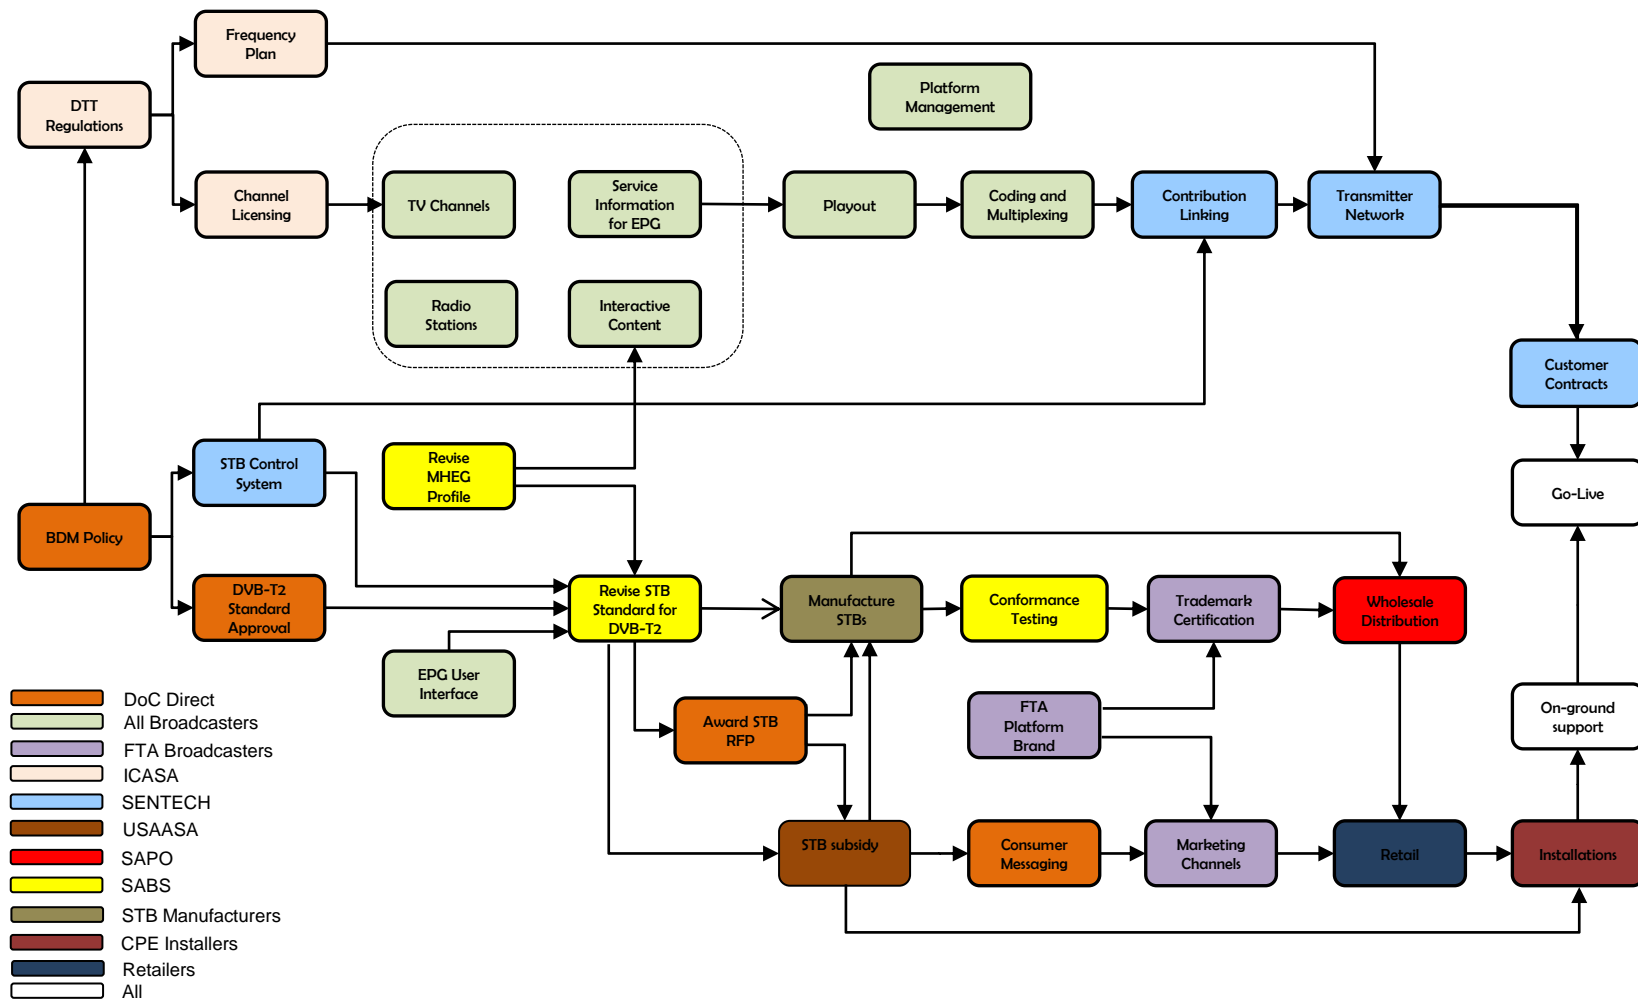 Frequency
Plan
Platform
Management
DTT
Regulations
Channel
Licensing
TV Channels
Service
Information
for EPG
Playout
Coding and
Multiplexing
Contribution
Linking
Transmitter
Network
Radio
Stations
Interactive
Content
Customer
Contracts
STB Control
System
Revise
MHEG
Profile
Go-Live
BDM Policy
DVB-T2
Standard
Approval
Revise STB
Standard for
DVB-T2
Manufacture
STBs
Conformance
Testing
Trademark
Certification
Wholesale
Distribution
EPG User
Interface
Award STB
RFP
FTA
Platform
Brand
On-ground
support
STB subsidy
Consumer
Messaging
Marketing
Channels
Retail
Installations
DoC Direct
All Broadcasters
FTA Broadcasters
ICASA
SENTECH
USAASA
SAPO
SABS
STB Manufacturers
CPE Installers
Retailers
All